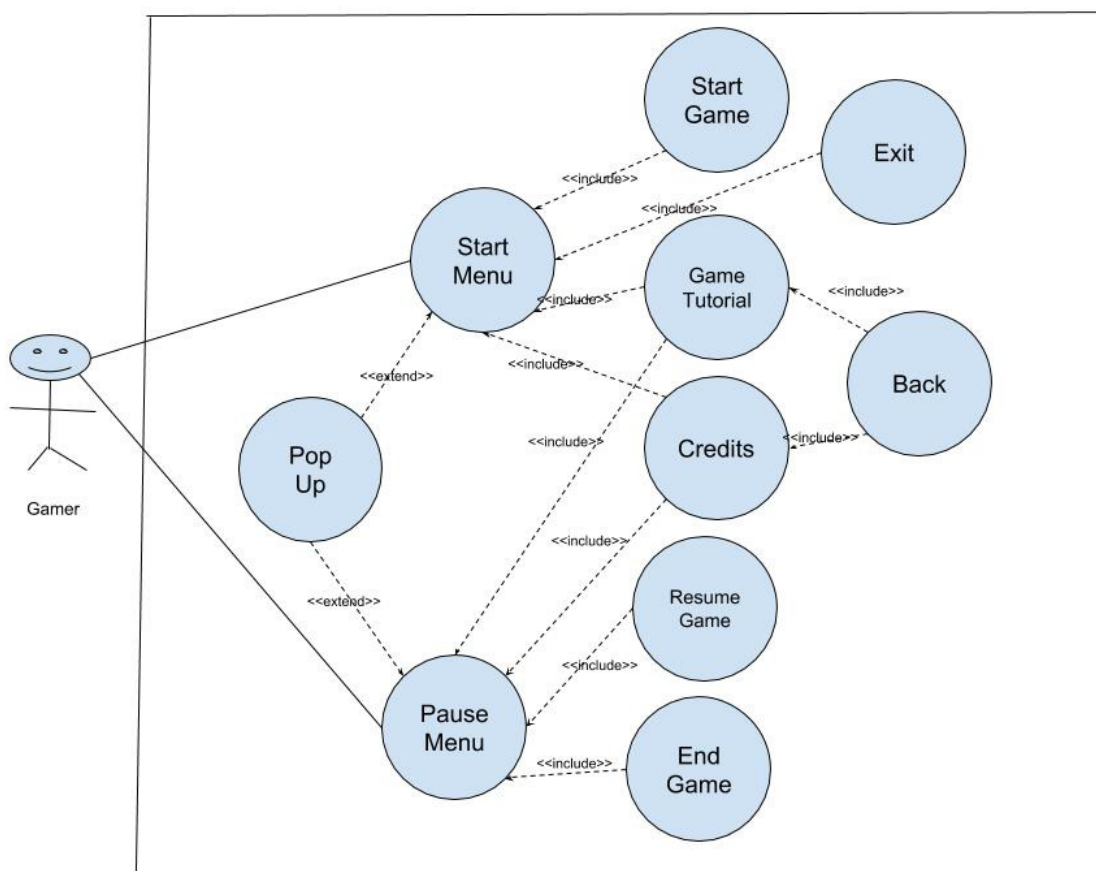 Start
Game
Exit
<<include>>
<<include>>
Start
Menu
Game
Tutorial
<<include>>
<<include>>
<<include>>
<<extend>>
Back
Pop
Up
<<include>>
Credits
<<include>>
Gamer
<<include>>
<<extend>>
Resume
Game
<<include>>
Pause
Menu
<<include>>
End
Game